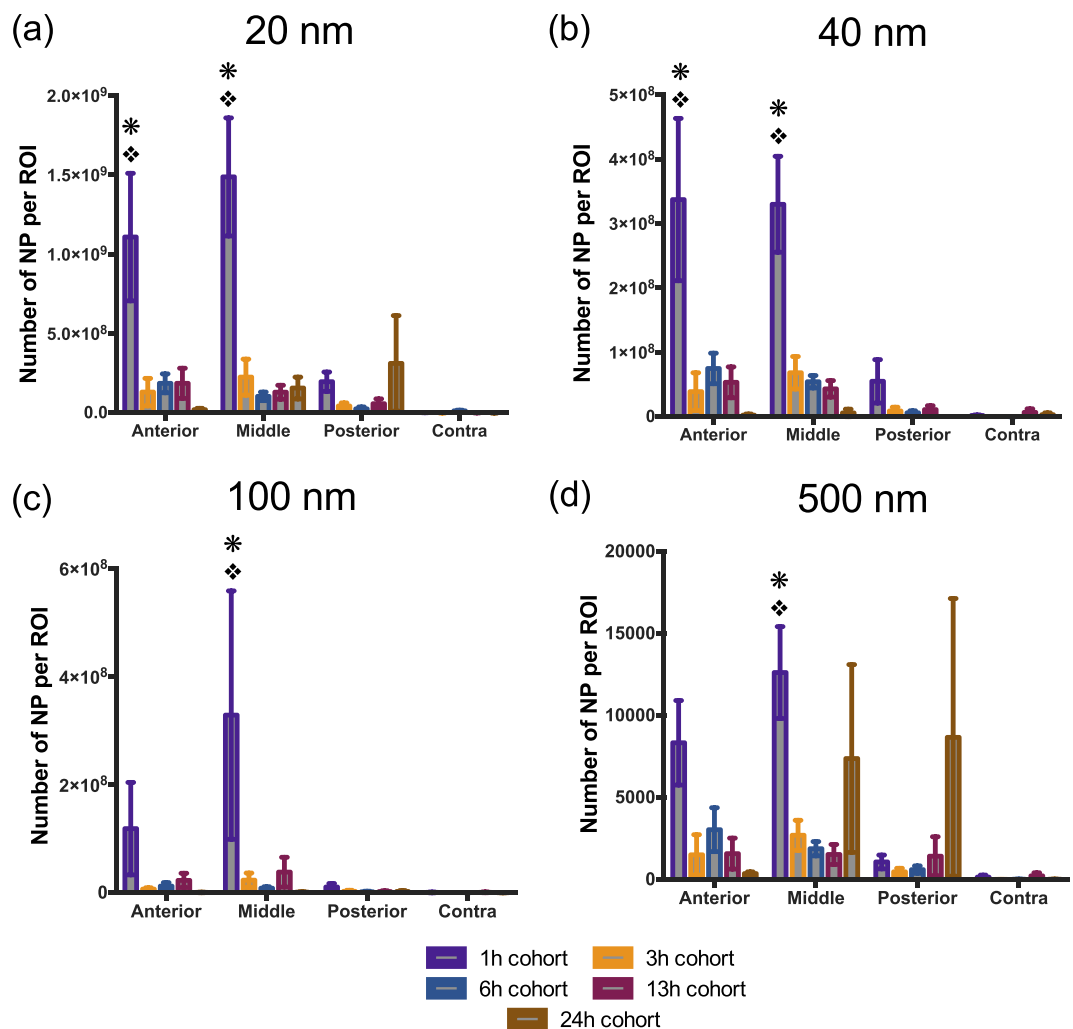 (a) 20 nm
Number of NP per ROI
2.0×10⁹
1.5×10⁹
1.0×10⁹
5.0×10⁸
0.0
Anterior Middle Posterior Contra
(b) 40 nm
Number of NP per ROI
5×10⁸
4×10⁸
3×10⁸
2×10⁸
1×10⁸
0
Anterior Middle Posterior Contra
(c) 100 nm
Number of NP per ROI
6×10⁸
4×10⁸
2×10⁸
0
Anterior Middle Posterior Contra
(d) 500 nm
Number of NP per ROI
20000
15000
10000
5000
0
Anterior Middle Posterior Contra
1h cohort 3h cohort
6h cohort 13h cohort
24h cohort